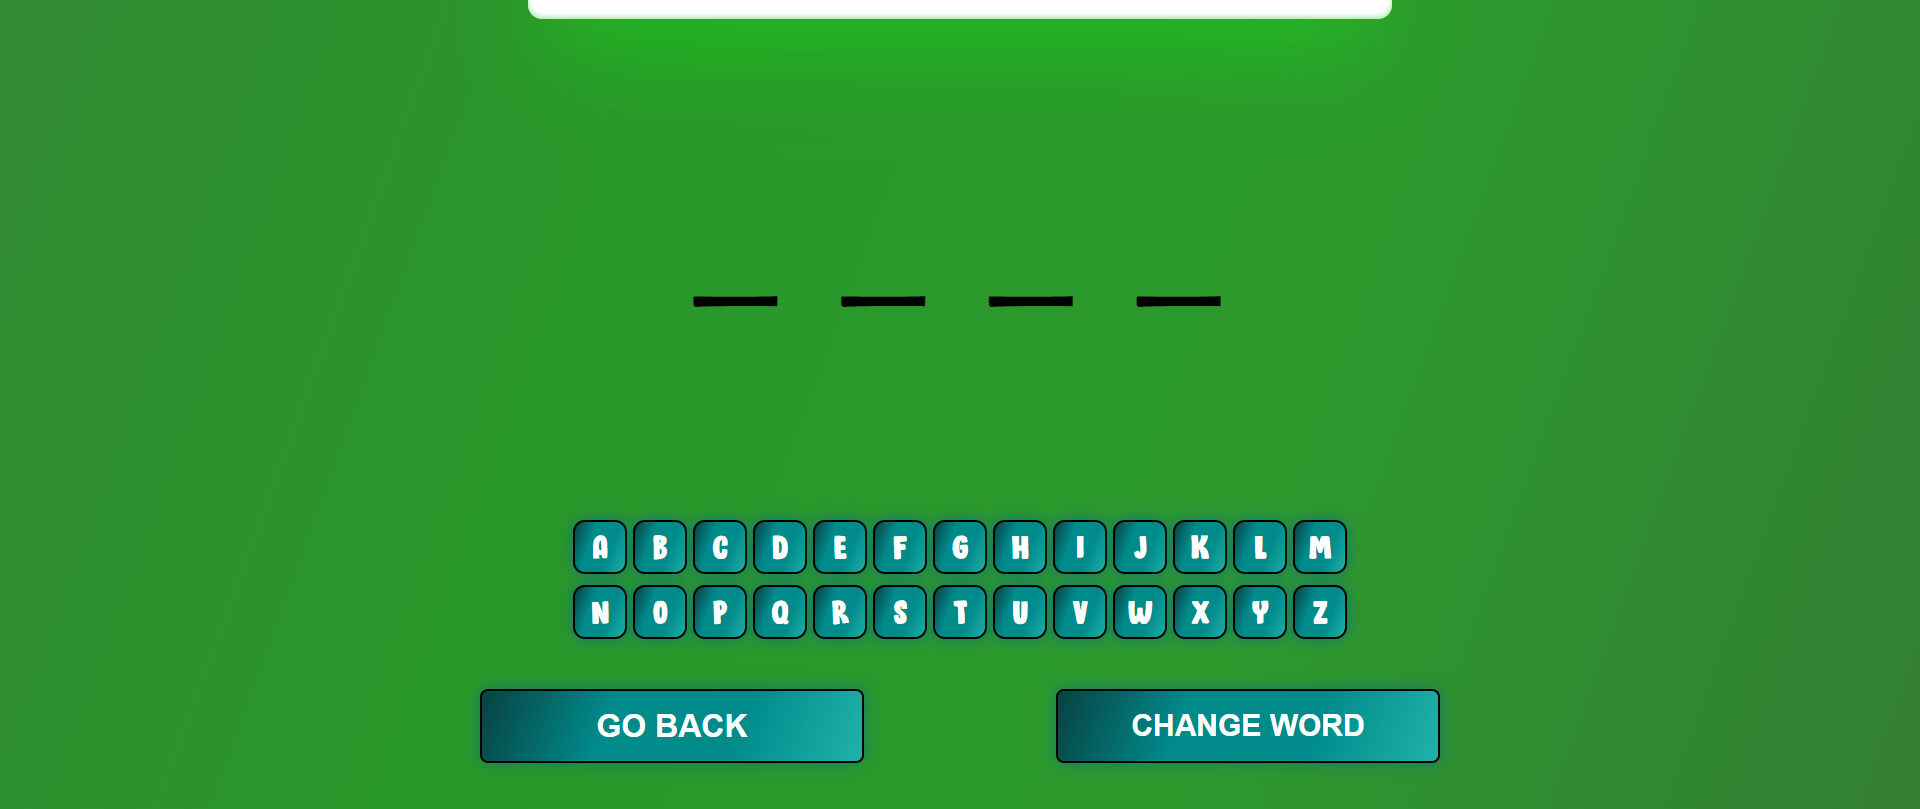 _ _ _ _
A B C D E F G H I J K L M
N O P Q R S T U V W X Y Z
GO BACK CHANGE WORD